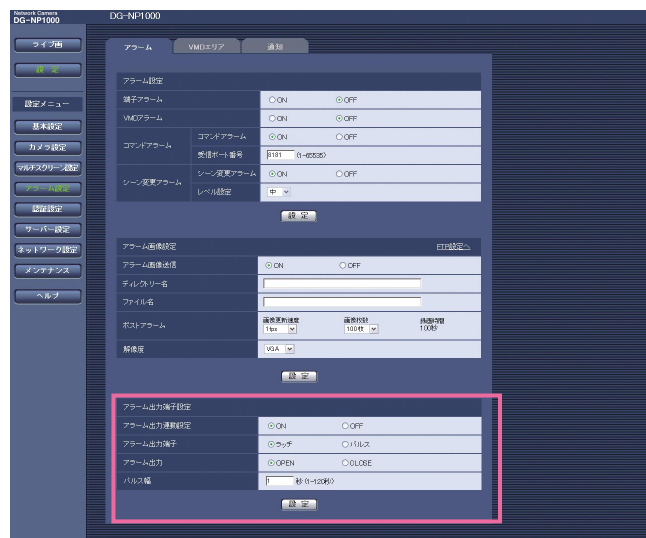 Network Camera
DG-NP1000
DG-NP1000
ライブ画
設 定
設定メニュー
基本設定
カメラ設定
マルチスクリーン設定
アラーム設定
認証設定
サーバー設定
ネットワーク設定
メンテナンス
ヘルプ
アラーム VMDエリア 通知
アラーム設定
端子アラーム ON OFF
VMDアラーム ON OFF
コマンドアラーム コマンドアラーム ON OFF
受信ポート番号 8181 (1-65535)
シーン変更アラーム シーン変更アラーム ON OFF
レベル設定 中
設 定
アラーム画像設定 FTP設定へ
アラーム画像送信 ON OFF
ディレクトリー名
ファイル名
ポストアラーム 画像更新速度 画像枚数 録画時間
1fps 100枚 100秒
解像度 VGA
設 定
アラーム出力端子設定
アラーム出力連動設定 ON OFF
アラーム出力端子 ラッチ パルス
アラーム出力 OPEN CLOSE
パルス幅 1 秒 (1-120秒)
設 定